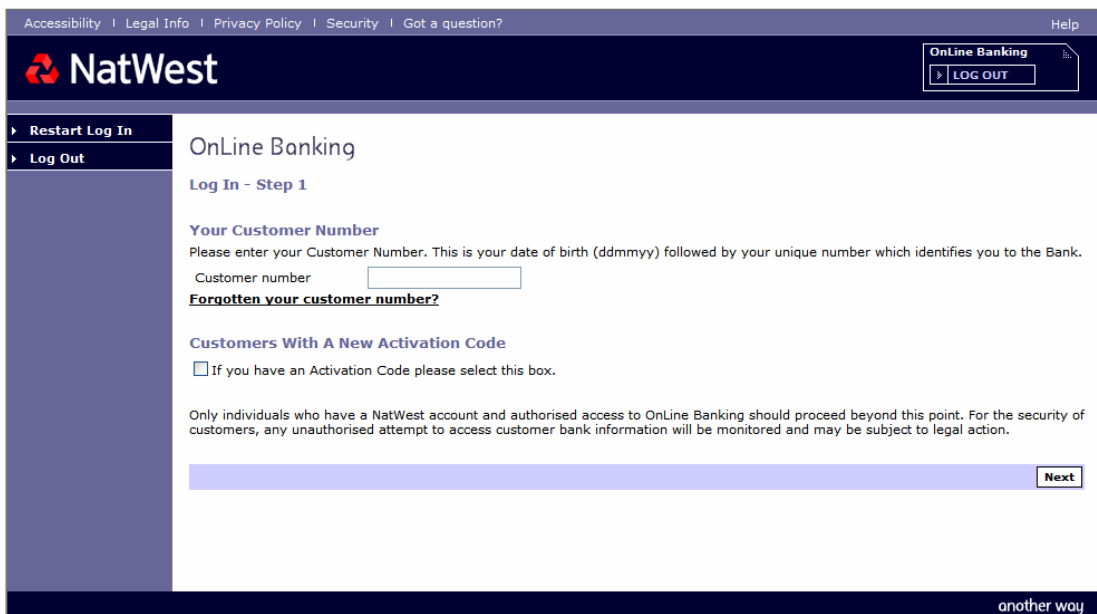 Accessibility | Legal Info | Privacy Policy | Security | Got a question? Help
NatWest
OnLine Banking
LOG OUT
Restart Log In
Log Out
OnLine Banking
Log In - Step 1
Your Customer Number
Please enter your Customer Number. This is your date of birth (ddmmyy) followed by your unique number which identifies you to the Bank.
Customer number
Forgotten your customer number?
Customers With A New Activation Code
If you have an Activation Code please select this box.
Only individuals who have a NatWest account and authorised access to OnLine Banking should proceed beyond this point. For the security of
customers, any unauthorised attempt to access customer bank information will be monitored and may be subject to legal action.
Next
another way